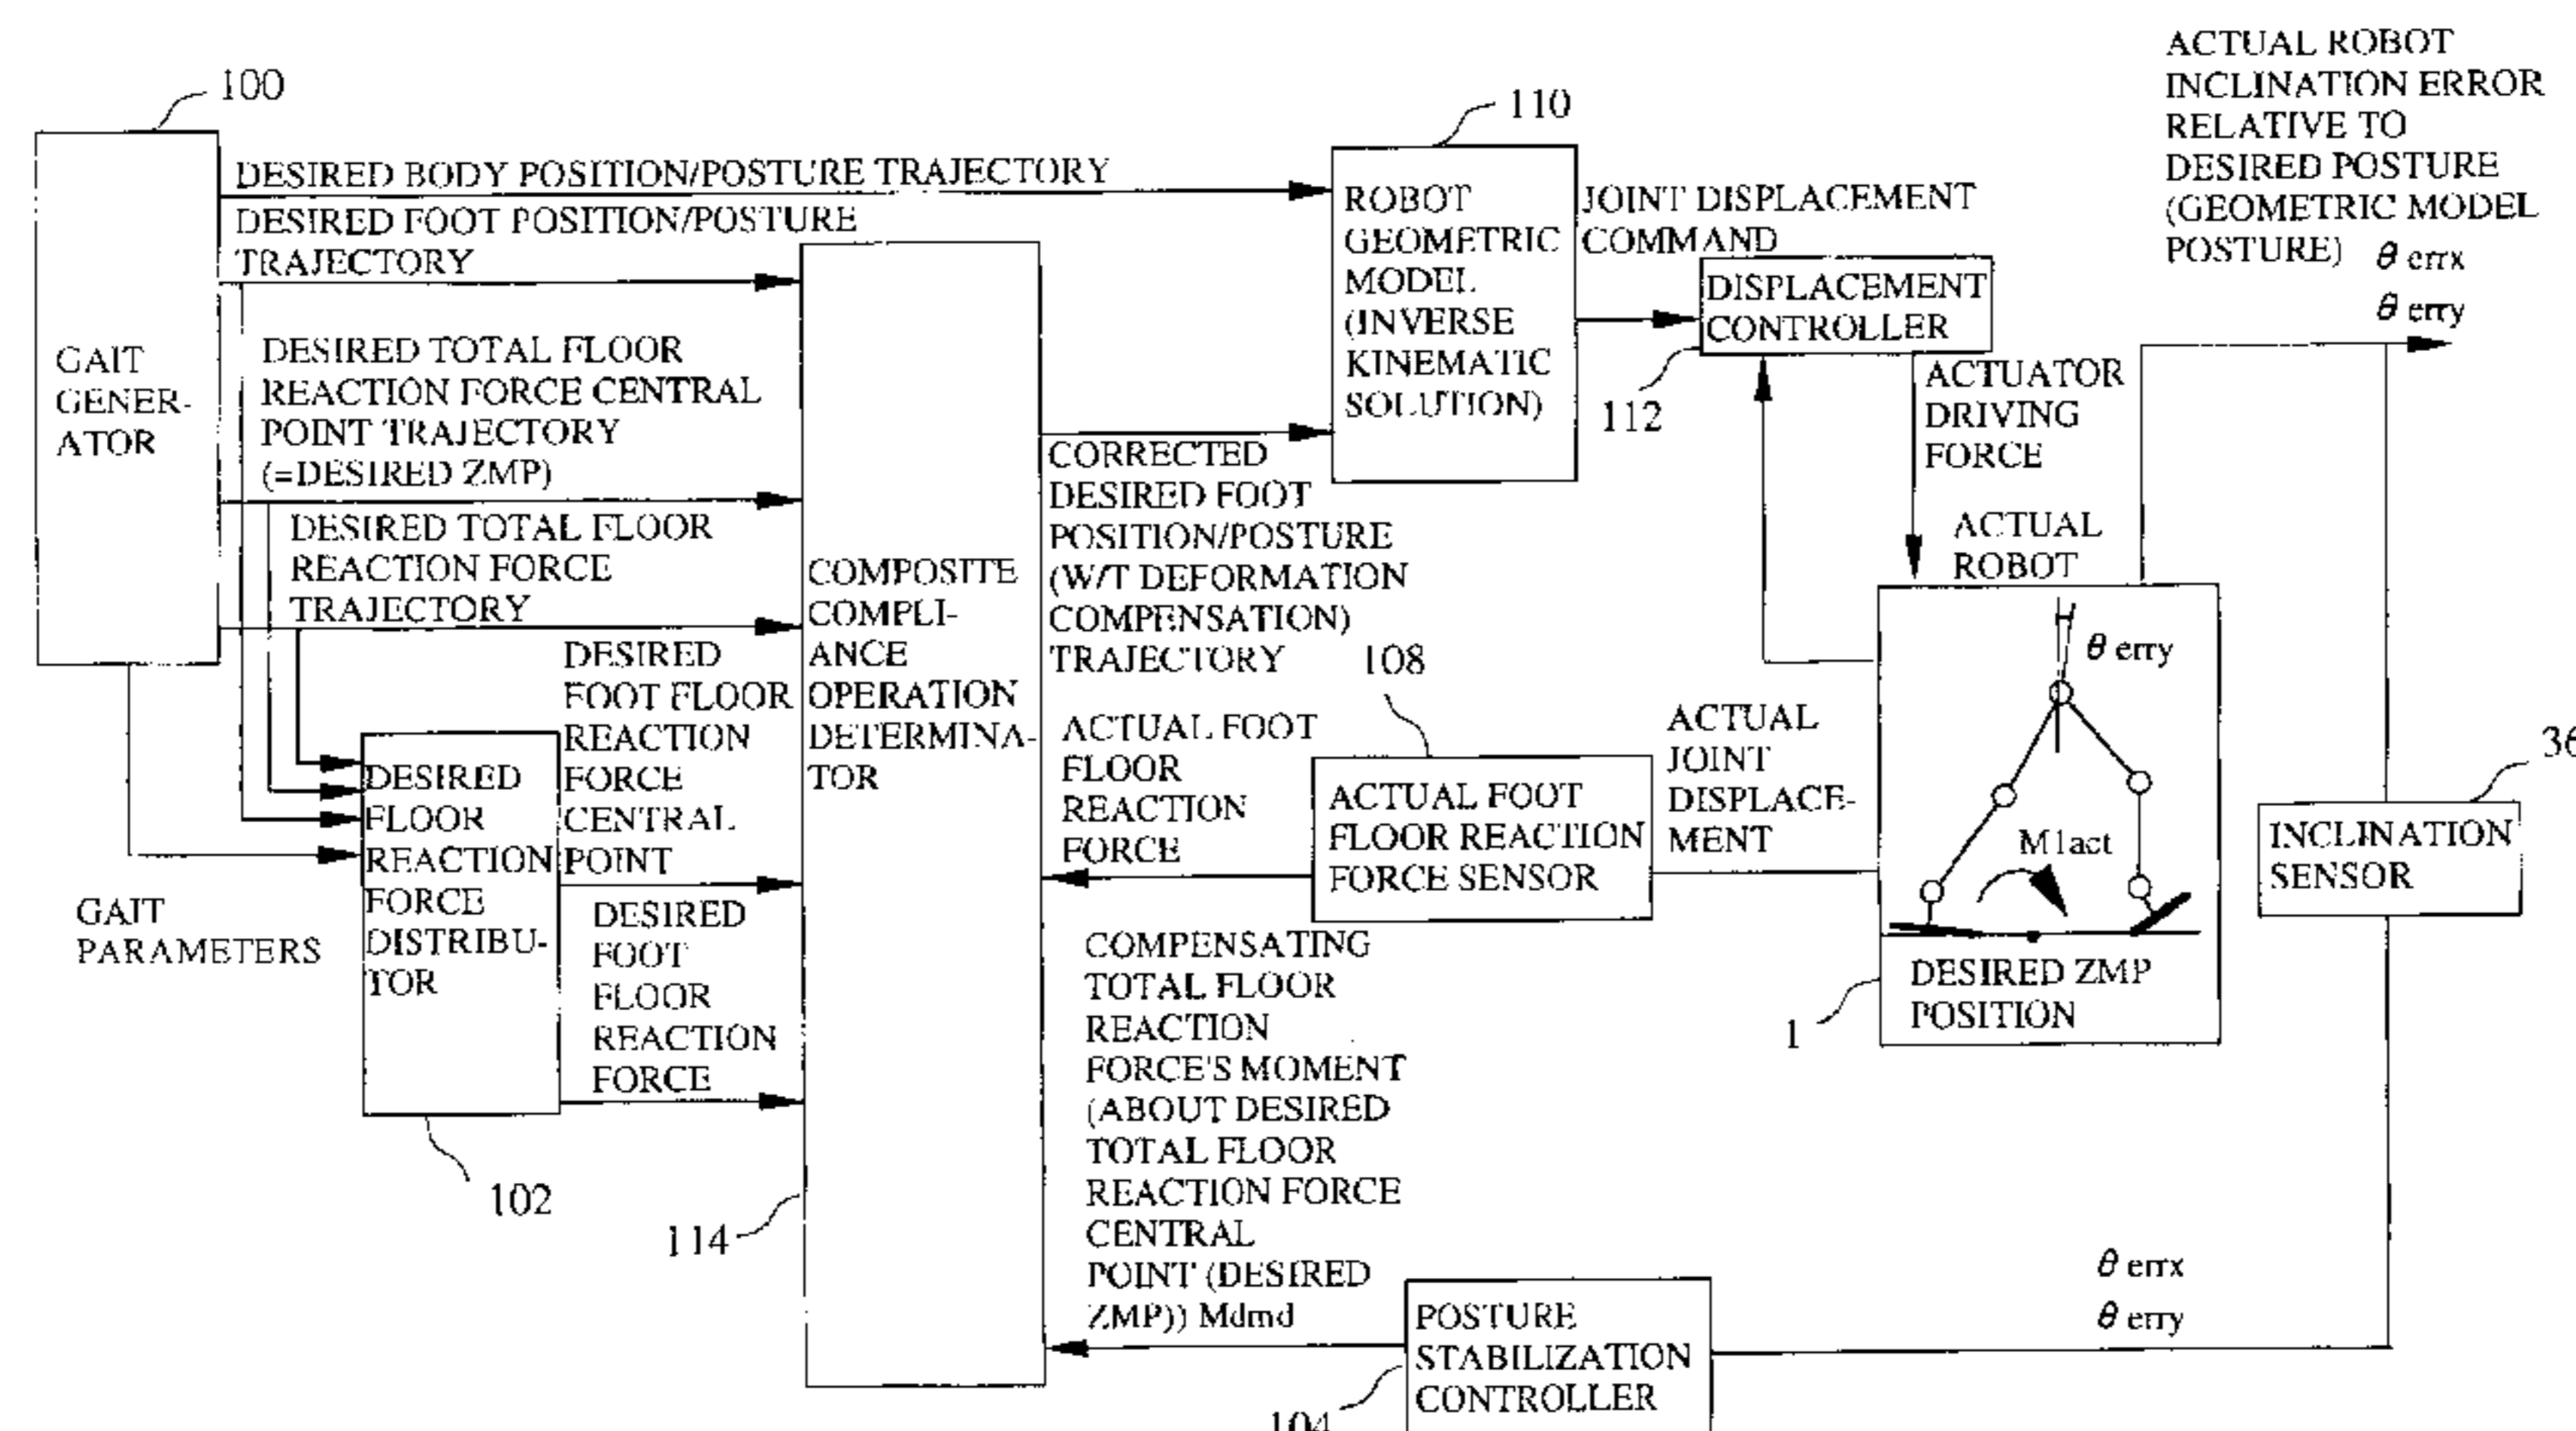 100
GAIT
GENER-
ATOR
DESIRED BODY POSITION/POSTURE TRAJECTORY
DESIRED FOOT POSITION/POSTURE
TRAJECTORY
DESIRED TOTAL FLOOR
REACTION FORCE CENTRAL
POINT TRAJECTORY
(=DESIRED ZMP)
DESIRED TOTAL FLOOR
REACTION FORCE
TRAJECTORY
GAIT
PARAMETERS
DESIRED
FLOOR
REACTION
FORCE
DISTRIBU-
TOR
102
DESIRED
FOOT FLOOR
REACTION
FORCE
CENTRAL
POINT
DESIRED
FOOT
FLOOR
REACTION
FORCE
COMPOSITE
COMPLI-
ANCE
OPERATION
DETERMINA-
TOR
114
110
ROBOT
GEOMETRIC
MODEL
(INVERSE
KINEMATIC
SOLUTION)
CORRECTED
DESIRED FOOT
POSITION/POSTURE
(W/T DEFORMATION
COMPENSATION)
TRAJECTORY
JOINT DISPLACEMENT
COMMAND
DISPLACEMENT
CONTROLLER
112
ACTUATOR
DRIVING
FORCE
ACTUAL
ROBOT
ACTUAL ROBOT
INCLINATION ERROR
RELATIVE TO
DESIRED POSTURE
(GEOMETRIC MODEL
POSTURE)
θ errx
θ erry
108
ACTUAL FOOT
FLOOR
REACTION
FORCE
ACTUAL FOOT
FLOOR REACTION
FORCE SENSOR
ACTUAL
JOINT
DISPLACE-
MENT
θ erry
M1act
DESIRED ZMP
POSITION
1
36
INCLINATION
SENSOR
COMPENSATING
TOTAL FLOOR
REACTION
FORCE'S MOMENT
(ABOUT DESIRED
TOTAL FLOOR
REACTION FORCE
CENTRAL
POINT (DESIRED
ZMP)) Mdmd
POSTURE
STABILIZATION
CONTROLLER
104
θ errx
θ erry